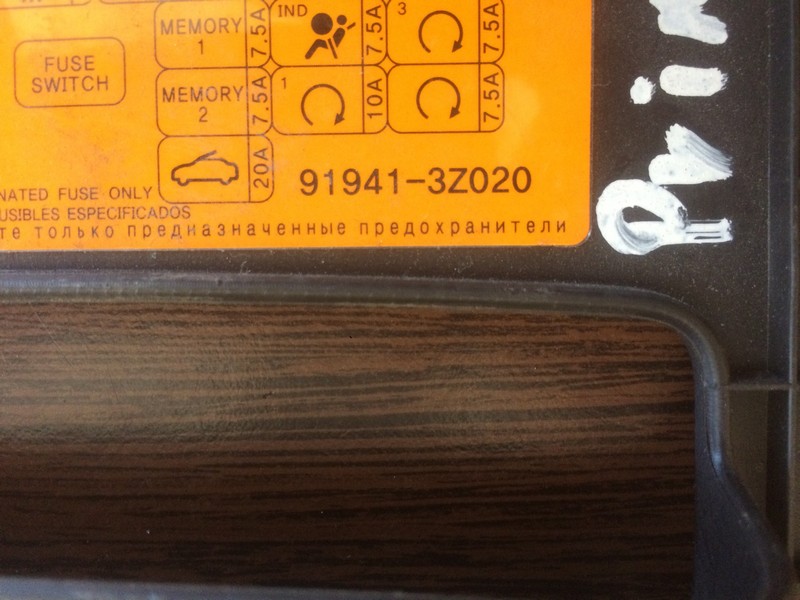 IND
3
MEMORY
1
7.5A
7.5A
7.5A
FUSE
SWITCH
MEMORY
2
7.5A
1
10A
7.5A
20A
91941-3Z020
NATED FUSE ONLY
USIBLES ESPECIFICADOS
те только предназначенные предохранители
Prim